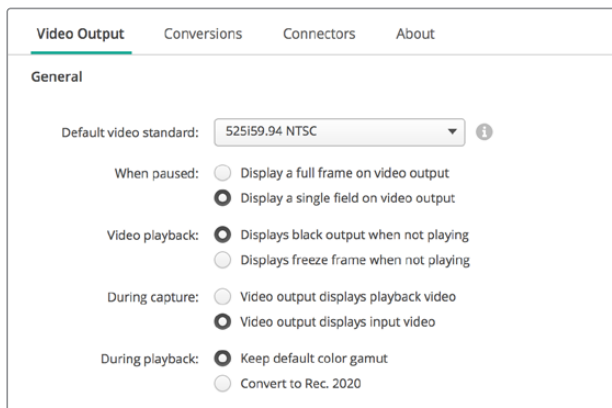 Video Output Conversions Connectors About
General
Default video standard: 525i59.94 NTSC
When paused: Display a full frame on video output
Display a single field on video output
Video playback: Displays black output when not playing
Displays freeze frame when not playing
During capture: Video output displays playback video
Video output displays input video
During playback: Keep default color gamut
Convert to Rec. 2020